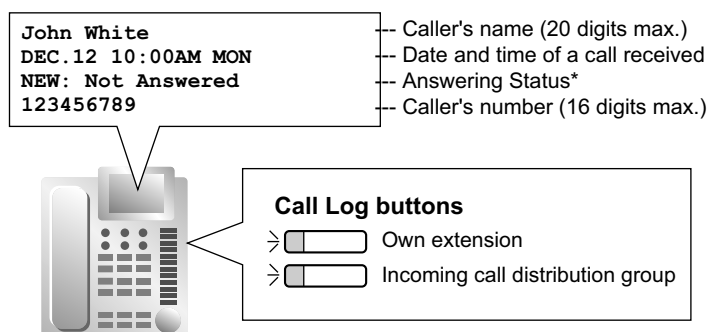 John White --- Caller's name (20 digits max.)
DEC.12 10:00AM MON --- Date and time of a call received
NEW: Not Answered --- Answering Status*
123456789 --- Caller's number (16 digits max.)
Call Log buttons
Own extension
Incoming call distribution group